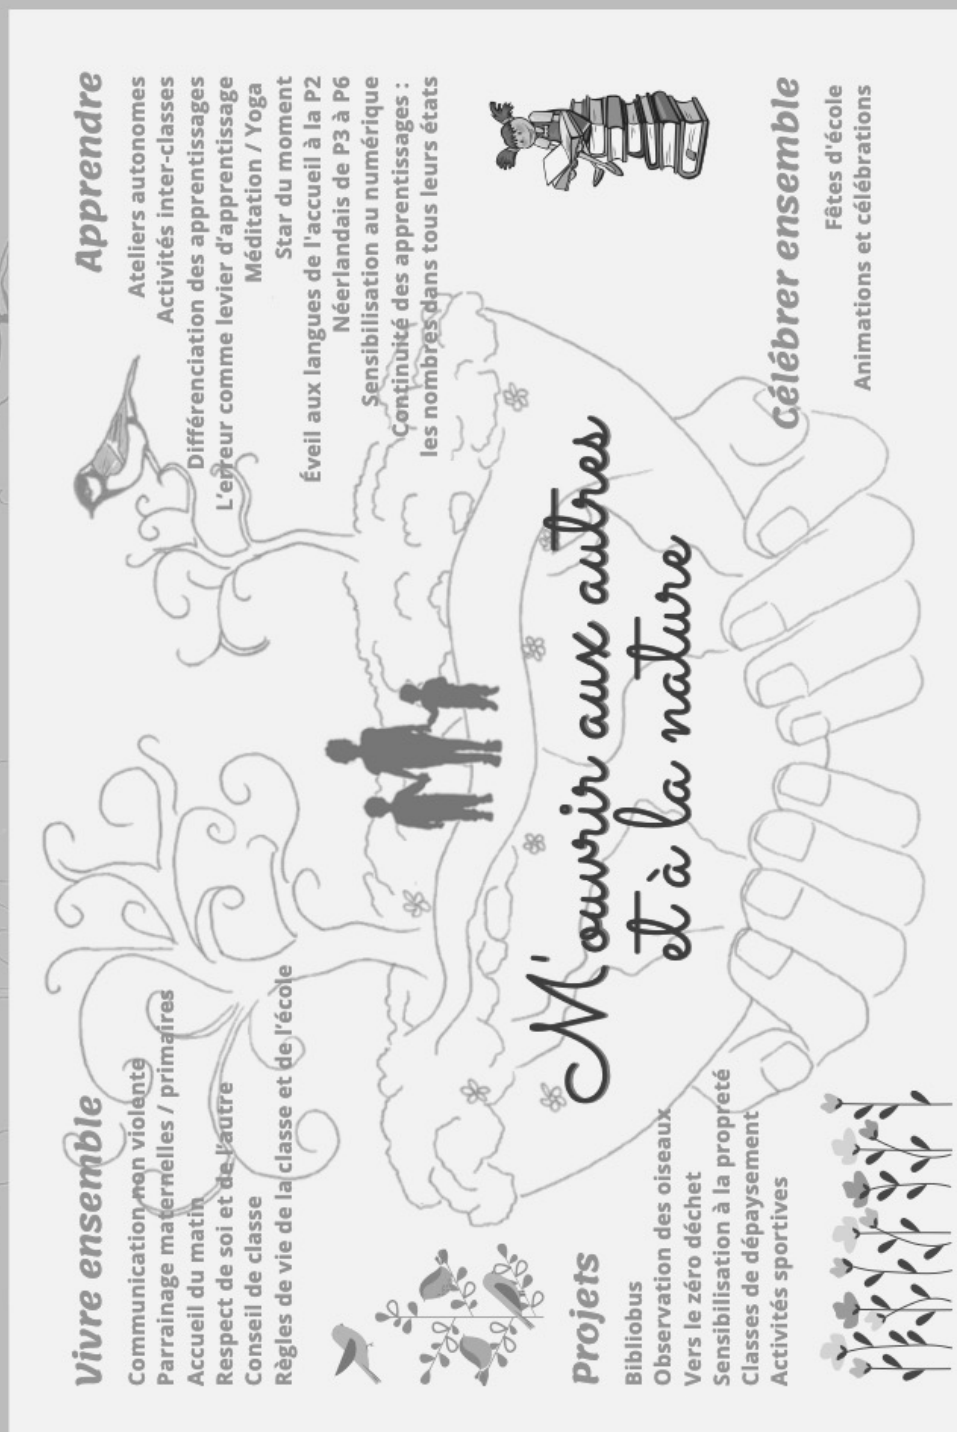 Vivre ensemble
Communication non violente
Parrainage maternelles / primaires
Accueil du matin
Respect de soi et de l'autre
Conseil de classe
Règles de vie de la classe et de l'école
Apprendre
Ateliers autonomes
Activités inter-classes
Différenciation des apprentissages
L'erreur comme levier d'apprentissage
Méditation / Yoga
Star du moment
Éveil aux langues de l'accueil à la P2
Néerlandais de P3 à P6
Sensibilisation au numérique
Continuité des apprentissages :
les nombres dans tous leurs états
M'ouvrir aux autres
et à la nature
Projets
Bibliobus
Observation des oiseaux
Vers le zéro déchet
Sensibilisation à la propreté
Classes de dépaysement
Activités sportives
Célébrer ensemble
Fêtes d'école
Animations et célébrations